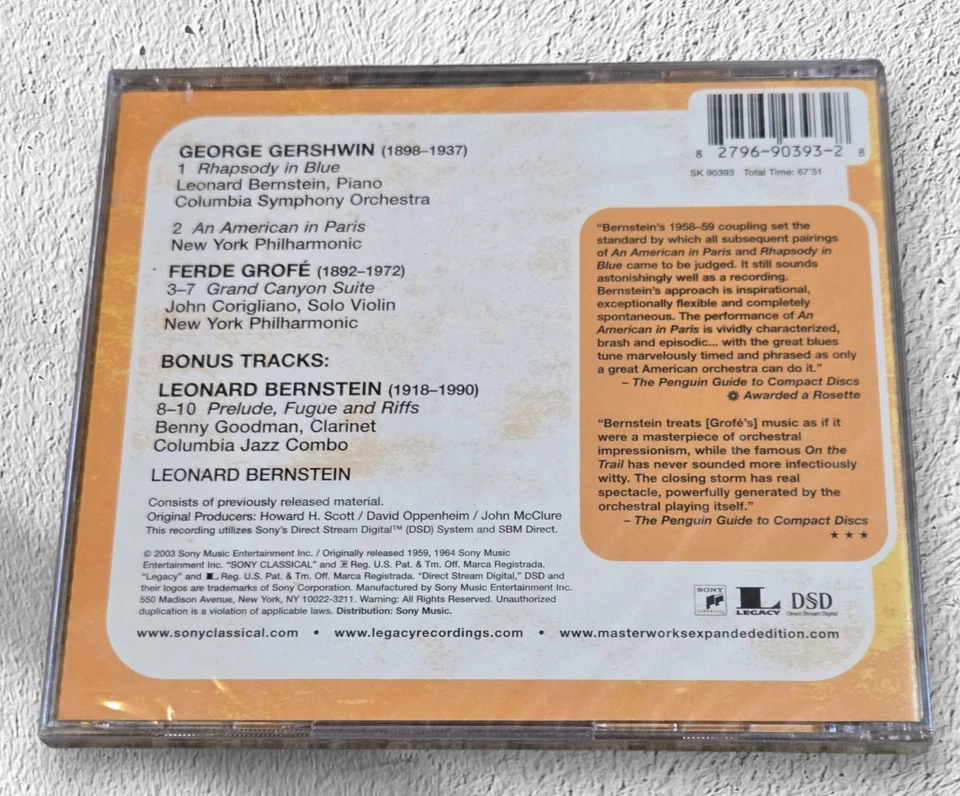 GEORGE GERSHWIN (1898–1937)
1 Rhapsody in Blue
Leonard Bernstein, Piano
Columbia Symphony Orchestra
2 An American in Paris
New York Philharmonic
FERDE GROFÉ (1892–1972)
3–7 Grand Canyon Suite
John Corigliano, Solo Violin
New York Philharmonic
BONUS TRACKS:
LEONARD BERNSTEIN (1918–1990)
8–10 Prelude, Fugue and Riffs
Benny Goodman, Clarinet
Columbia Jazz Combo
LEONARD BERNSTEIN
Consists of previously released material.
Original Producers: Howard H. Scott / David Oppenheim / John McClure
This recording utilizes Sony's Direct Stream Digital™ (DSD) System and SBM Direct.
© 2003 Sony Music Entertainment Inc. / Originally released 1959, 1964 Sony Music
Entertainment Inc. "SONY CLASSICAL" and Reg. U.S. Pat. & Tm. Off. Marca Registrada.
"Legacy" and L Reg. U.S. Pat. & Tm. Off. Marca Registrada. "Direct Stream Digital," DSD and
their logos are trademarks of Sony Corporation. Manufactured by Sony Music Entertainment Inc.
550 Madison Avenue, New York, NY 10022-3211. Warning: All Rights Reserved. Unauthorized
duplication is a violation of applicable laws. Distribution: Sony Music.
www.sonyclassical.com • www.legacyrecordings.com • www.masterworksexpandededition.com
8 2796-90393-2 8
SK 90393 Total Time: 67'51
"Bernstein's 1958–59 coupling set the
standard by which all subsequent pairings
of An American in Paris and Rhapsody in
Blue came to be judged. It still sounds
astonishingly well as a recording.
Bernstein's approach is inspirational,
exceptionally flexible and completely
spontaneous. The performance of An
American in Paris is vividly characterized,
brash and episodic... with the great blues
tune marvelously timed and phrased as only
a great American orchestra can do it."
– The Penguin Guide to Compact Discs
Awarded a Rosette
"Bernstein treats [Grofé's] music as if it
were a masterpiece of orchestral
impressionism, while the famous On the
Trail has never sounded more infectiously
witty. The closing storm has real
spectacle, powerfully generated by the
orchestral playing itself."
– The Penguin Guide to Compact Discs
★ ★ ★
SONY
L
LEGACY
DSD
Direct Stream Digital